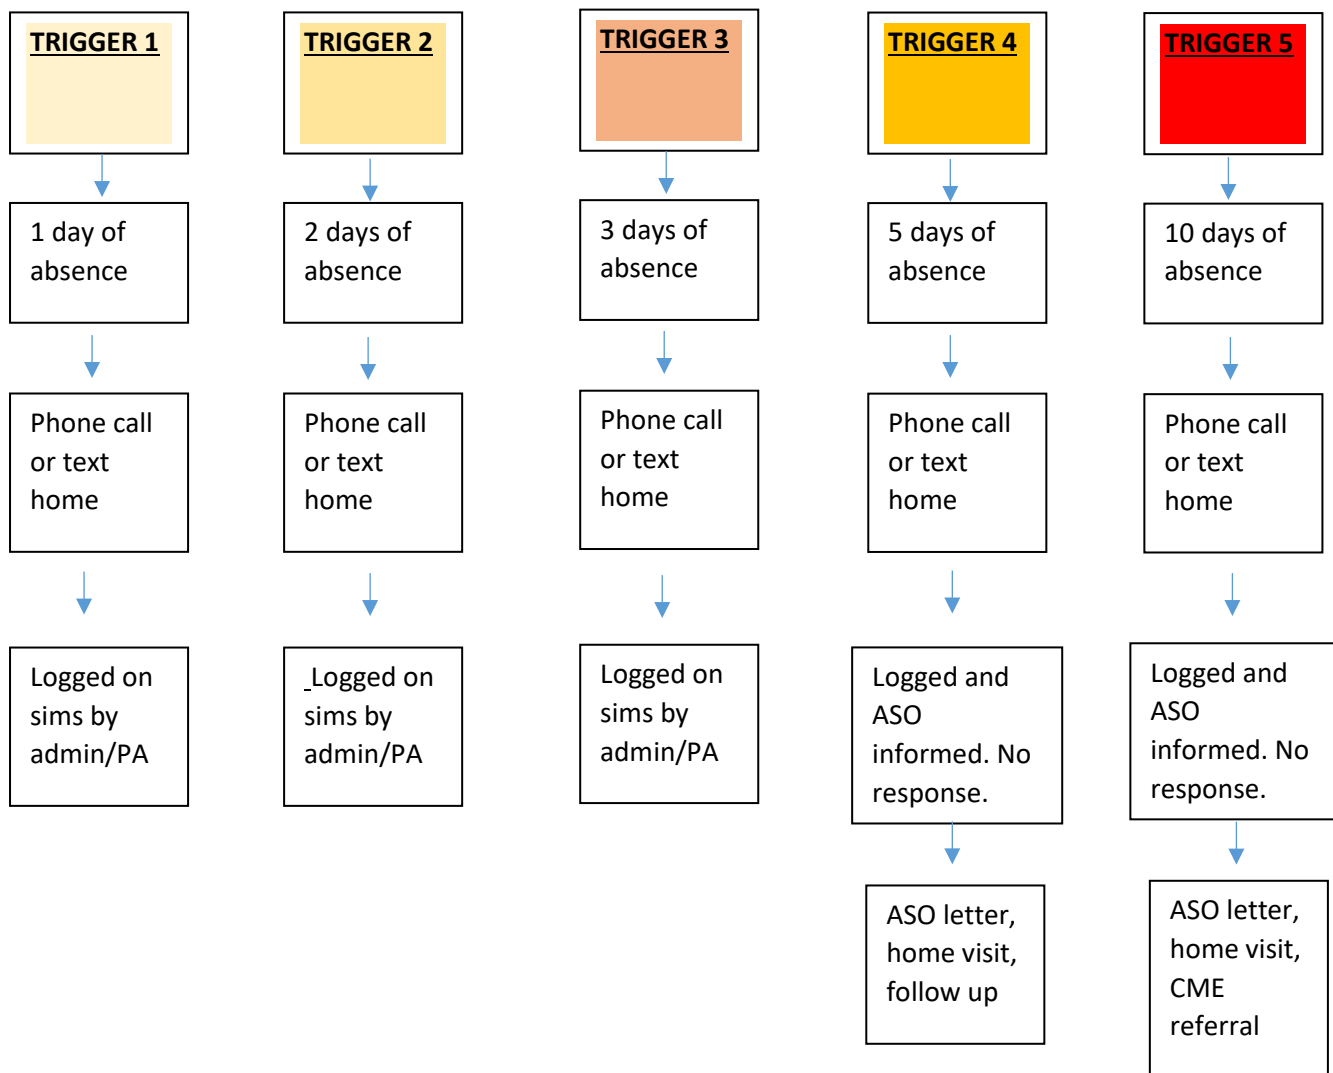 TRIGGER 1
1 day of
absence
Phone call
or text
home
Logged on
sims by
admin/PA
TRIGGER 2
2 days of
absence
Phone call
or text
home
Logged on
sims by
admin/PA
TRIGGER 3
3 days of
absence
Phone call
or text
home
Logged on
sims by
admin/PA
TRIGGER 4
5 days of
absence
Phone call
or text
home
Logged and
ASO
informed. No
response.
ASO letter,
home visit,
follow up
TRIGGER 5
10 days of
absence
Phone call
or text
home
Logged and
ASO
informed. No
response.
ASO letter,
home visit,
CME
referral